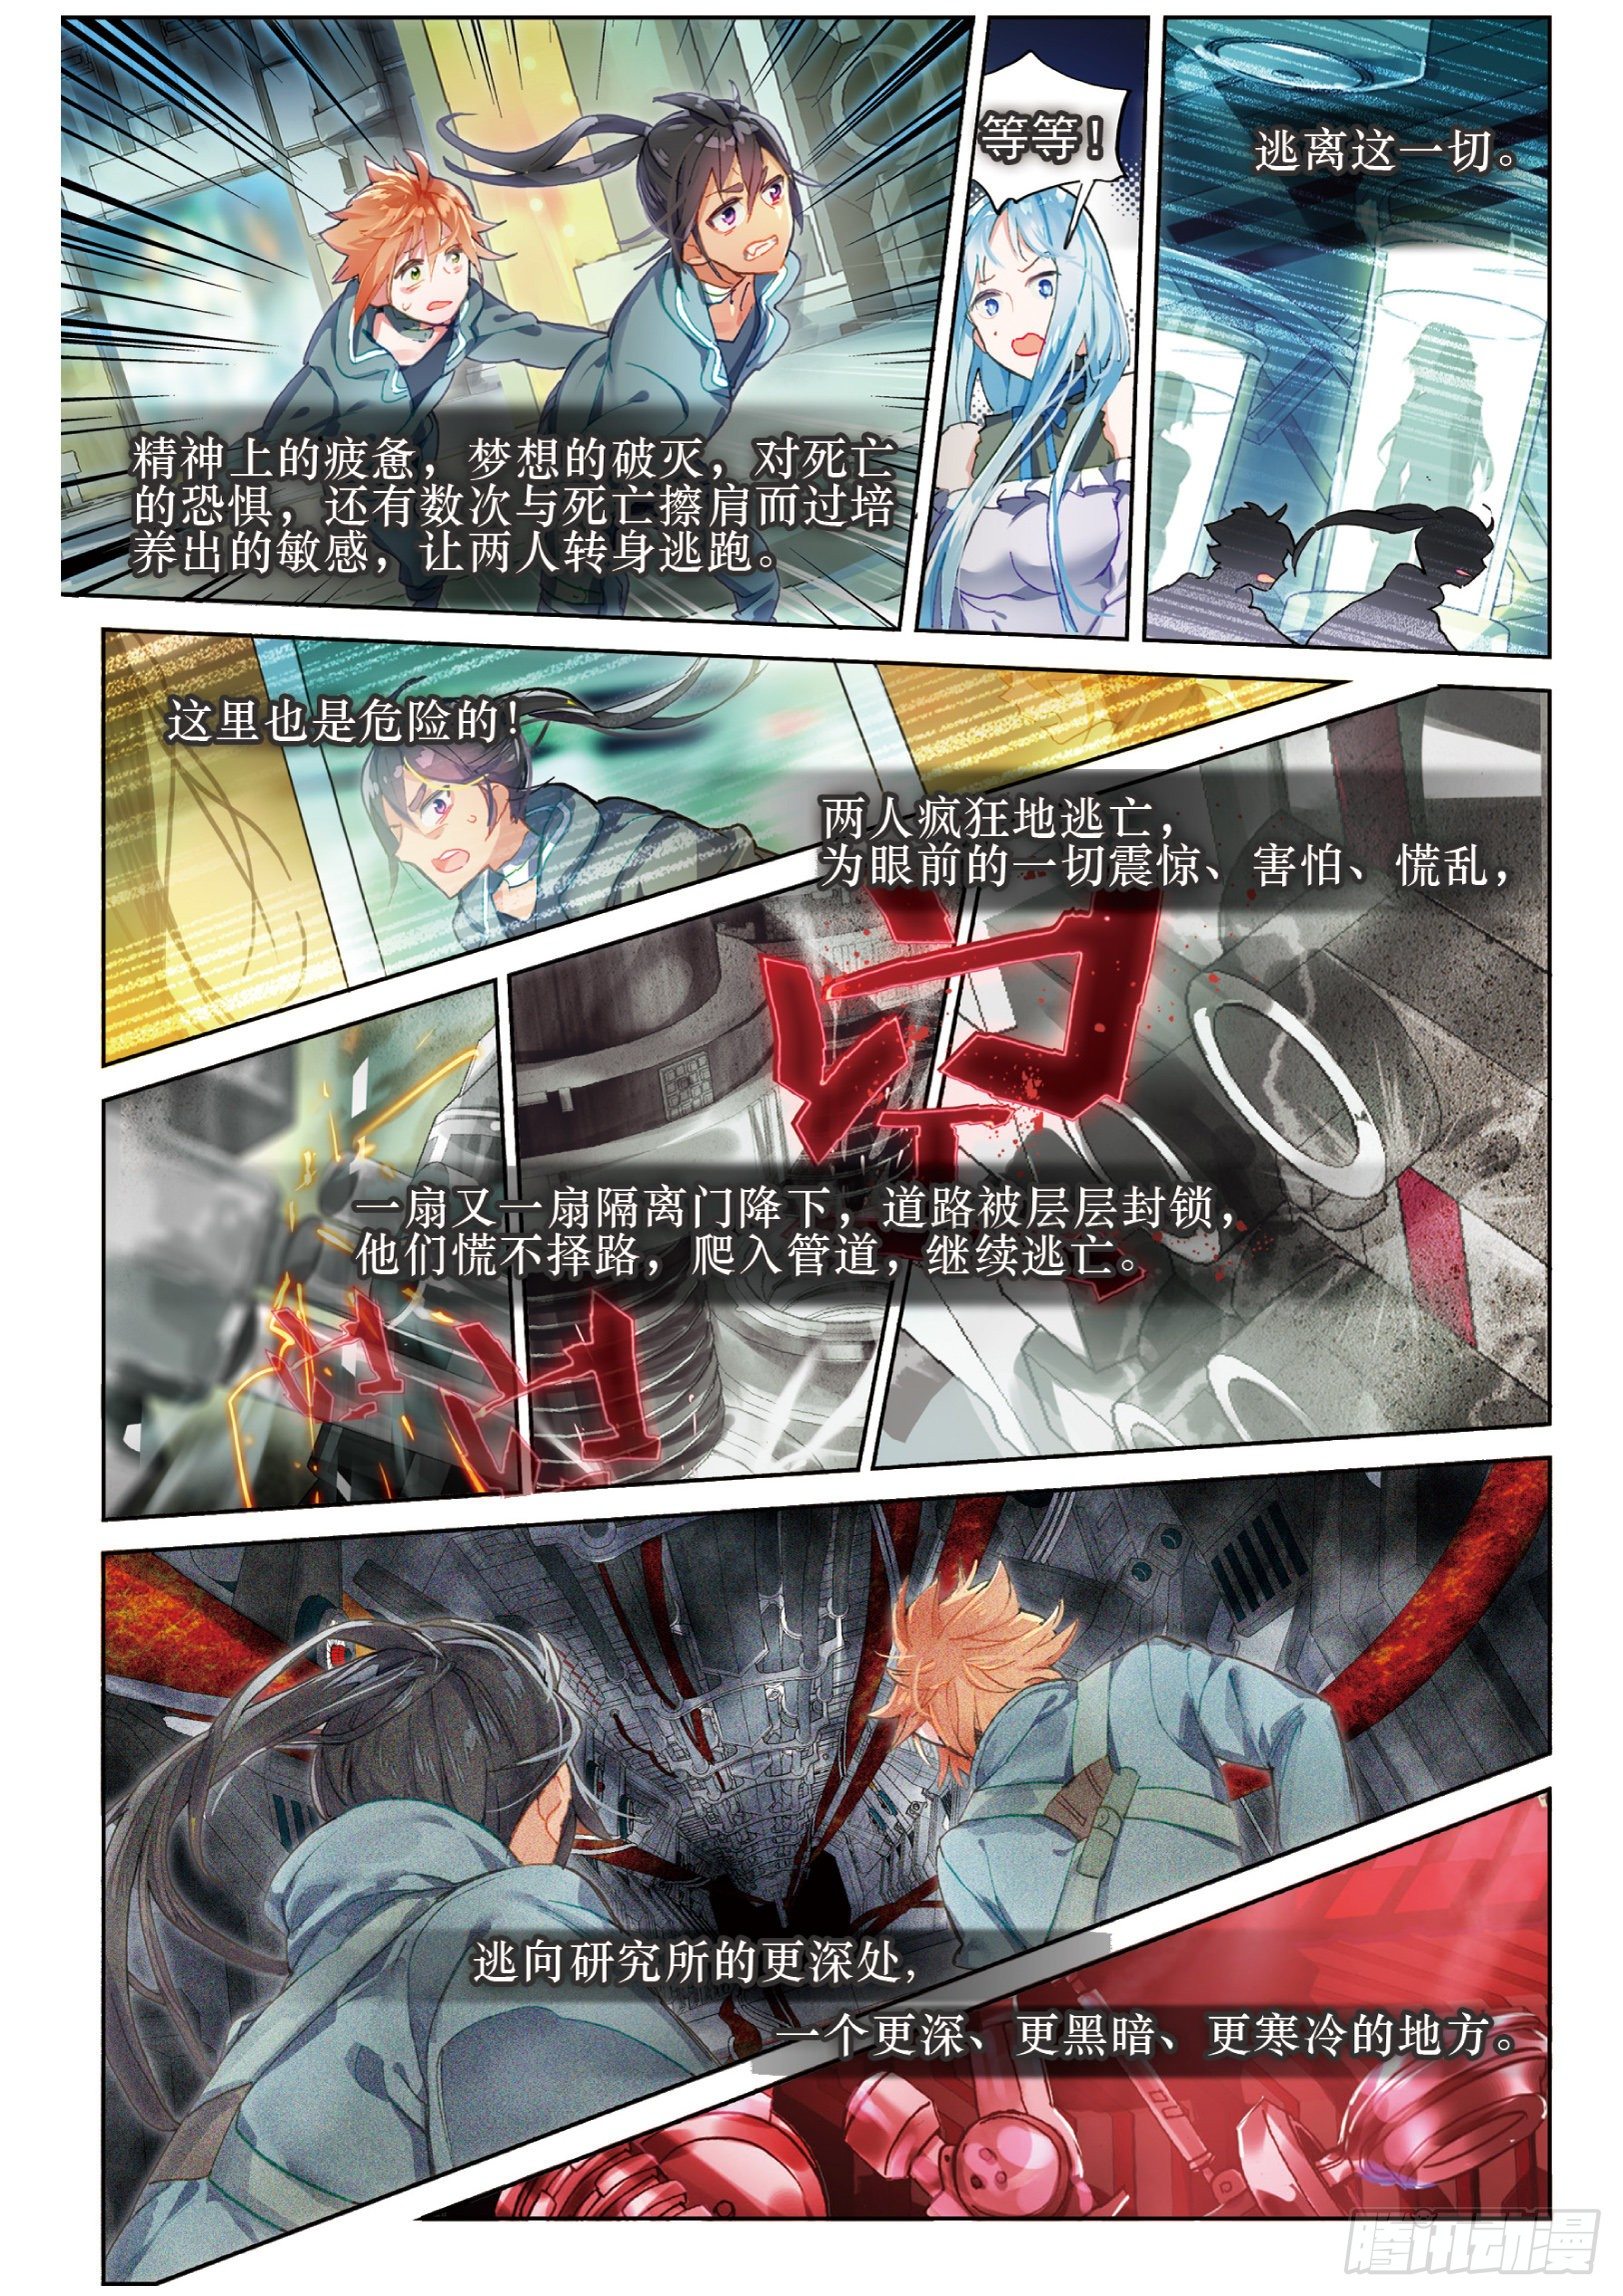 精神上的疲惫，梦想的破灭，对死亡
的恐惧，还有数次与死亡擦肩而过培
养出的敏感，让两人转身逃跑。
等等！
逃离这一切。
这里也是危险的！
两人疯狂地逃亡，
为眼前的一切震惊、害怕、慌乱，
一扇又一扇隔离门降下，道路被层层封锁，
他们慌不择路，爬入管道，继续逃亡。
逃向研究所的更深处，
一个更深、更黑暗、更寒冷的地方。
腾讯动漫